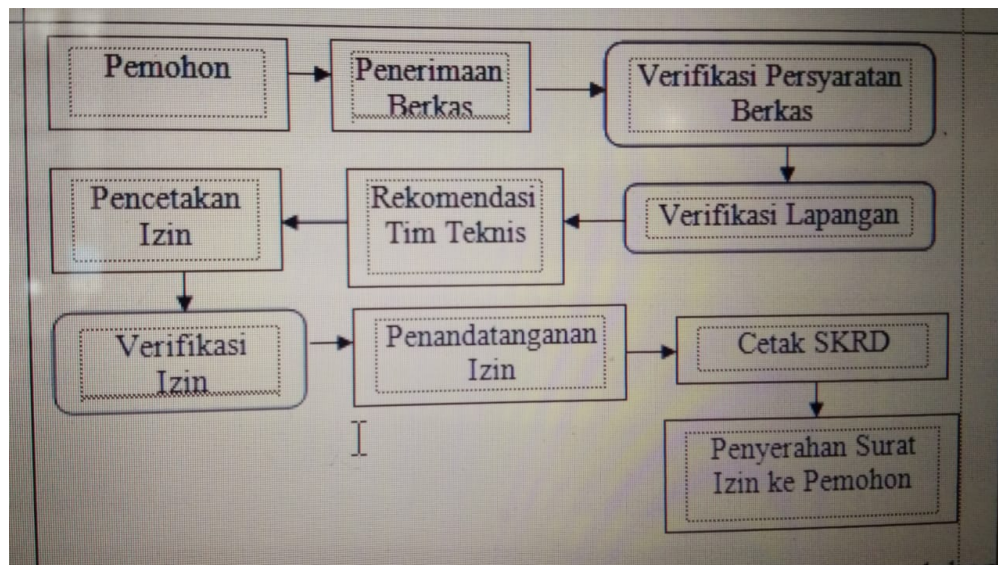 Pemohon
Penerimaan
Berkas
Verifikasi Persyaratan
Berkas
Verifikasi Lapangan
Rekomendasi
Tim Teknis
Pencetakan
Izin
Verifikasi
Izin
Penandatanganan
Izin
Cetak SKRD
Penyerahan Surat
Izin ke Pemohon